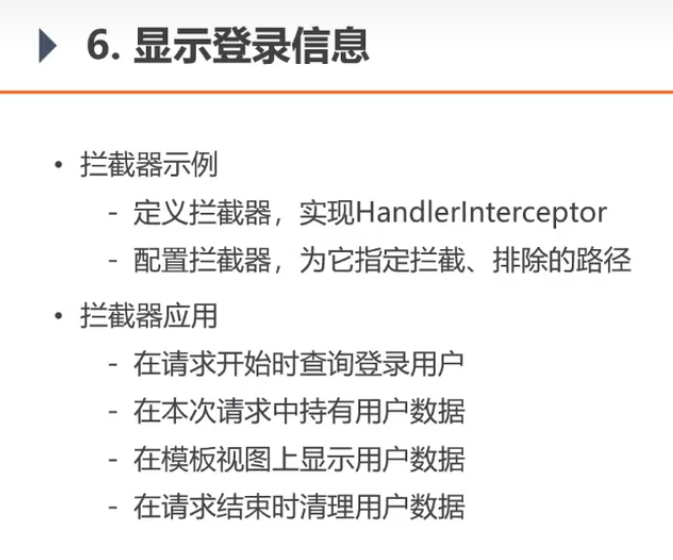 6. 显示登录信息
• 拦截器示例
- 定义拦截器，实现HandlerInterceptor
- 配置拦截器，为它指定拦截、排除的路径
• 拦截器应用
- 在请求开始时查询登录用户
- 在本次请求中持有用户数据
- 在模板视图上显示用户数据
- 在请求结束时清理用户数据